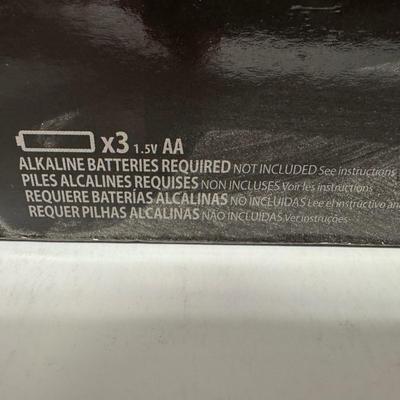 x3 1.5V AA
ALKALINE BATTERIES REQUIRED NOT INCLUDED See instructions
PILES ALCALINES REQUISES NON INCLUSES Voir les instructions
REQUIERE BATERÍAS ALCALINAS NO INCLUIDAS Lee el instructivo
REQUER PILHAS ALCALINAS NÃO INCLUIDAS Ver instruções